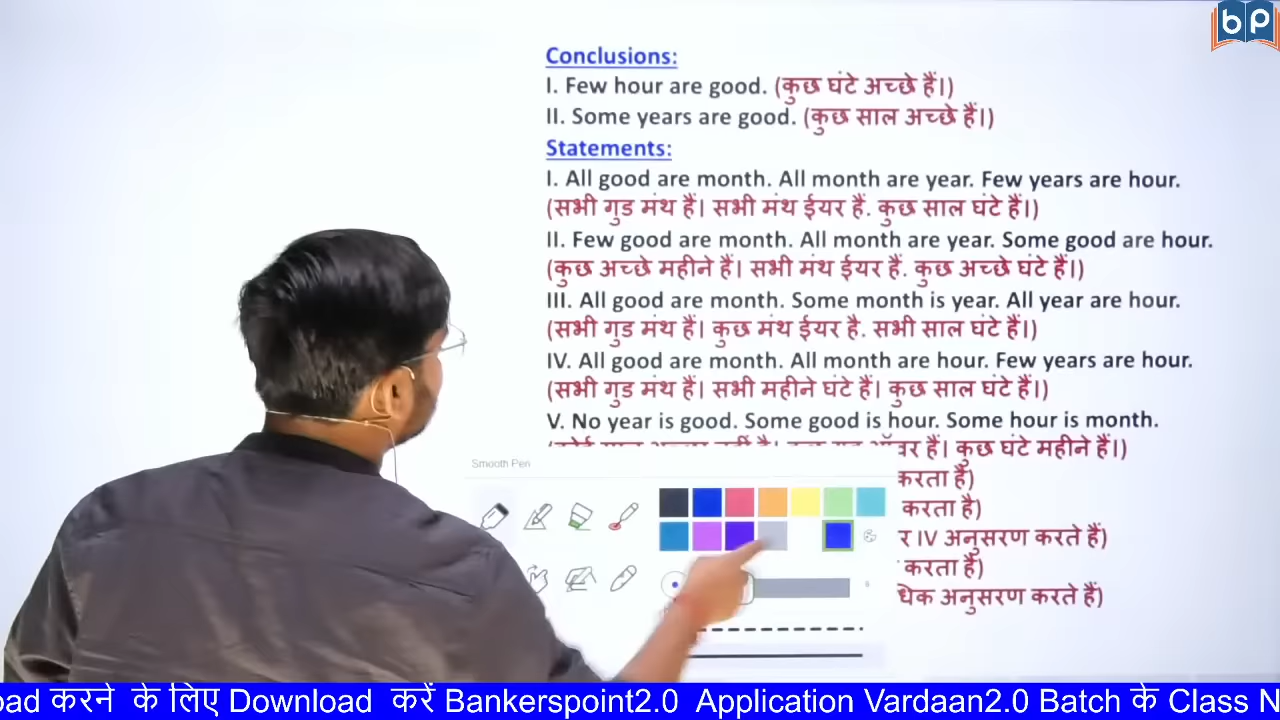 bp
Conclusions:
I. Few hour are good. (कुछ घंटे अच्छे हैं।)
II. Some years are good. (कुछ साल अच्छे हैं।)
Statements:
I. All good are month. All month are year. Few years are hour.
(सभी गुड मंथ हैं। सभी मंथ ईयर हैं. कुछ साल घंटे हैं।)
II. Few good are month. All month are year. Some good are hour.
(कुछ अच्छे महीने हैं। सभी मंथ ईयर हैं. कुछ अच्छे घंटे हैं।)
III. All good are month. Some month is year. All year are hour.
(सभी गुड मंथ हैं। कुछ मंथ ईयर है. सभी साल घंटे हैं।)
IV. All good are month. All month are hour. Few years are hour.
(सभी गुड मंथ हैं। सभी महीने घंटे हैं। कुछ साल घंटे हैं।)
V. No year is good. Some good is hour. Some hour is month.
हैं। कुछ घंटे महीने हैं।)
Smooth Pen
करता है)
करता है)
र IV अनुसरण करते हैं)
करता है)
अनुसरण करते हैं)
करने के लिए Download करें Bankerspoint2.0 Application Vardaan2.0 Batch के Class